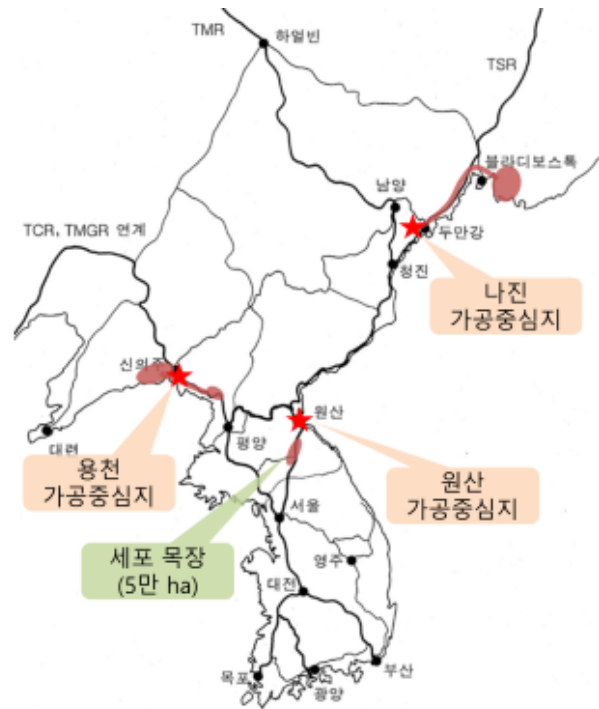 TMR
하얼빈
TSR
블라디보스톡
남양
두만강
TCR, TMGR 연계
청진
나진
가공중심지
신의주
원산
평양
대련
용천
가공중심지
원산
가공중심지
서울
세포 목장
(5만 ha)
영주
대전
목포
부산
광양